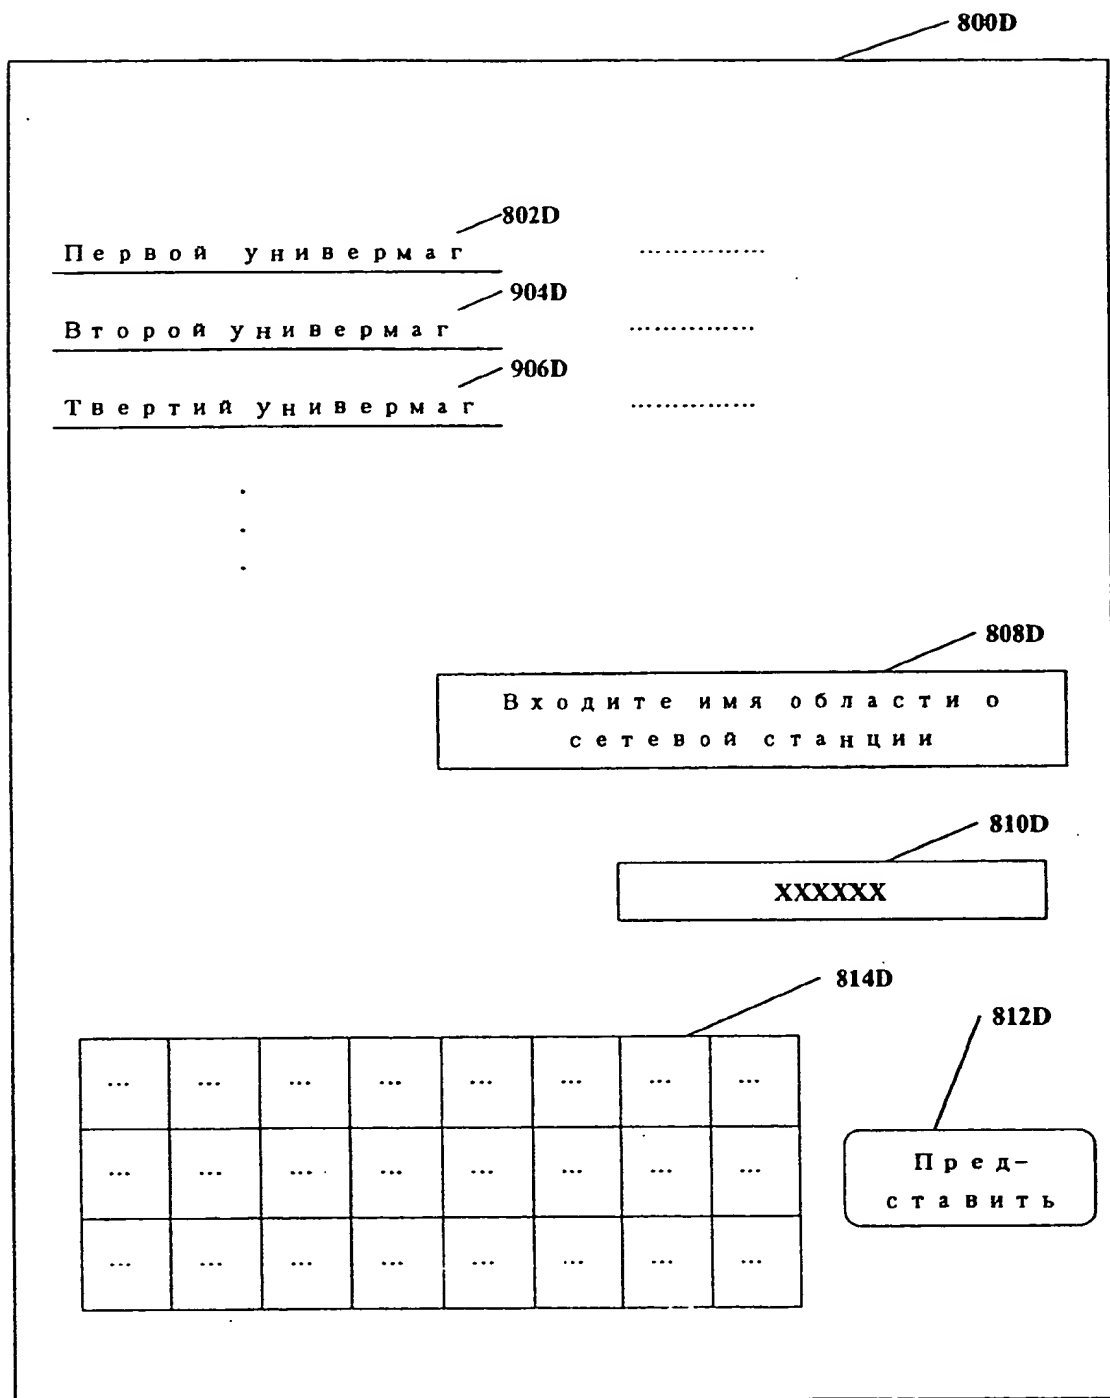 800D
802D
Первой универмаг ..............
904D
Второй универмаг ..............
906D
Твертий универмаг ..............
.
.
.
808D
Входите имя области о
сетевой станции
810D
XXXXXX
814D
812D
... ... ... ... ... ... ... ...
... ... ... ... ... ... ... ...
Пред-
ставить
... ... ... ... ... ... ... ...